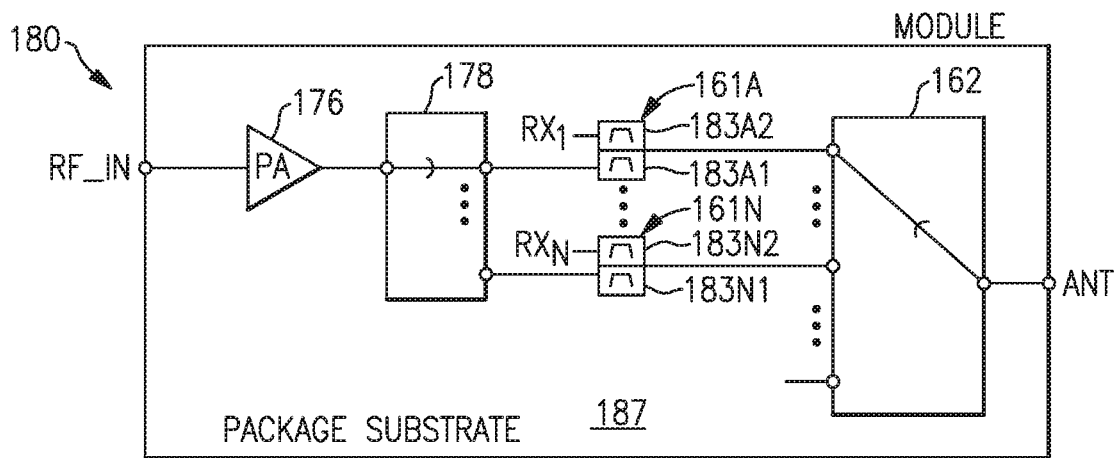 180
MODULE
178
161A
162
176
RX1
183A2
RF_IN
PA
183A1
161N
RXN
183N2
183N1
ANT
PACKAGE SUBSTRATE
187